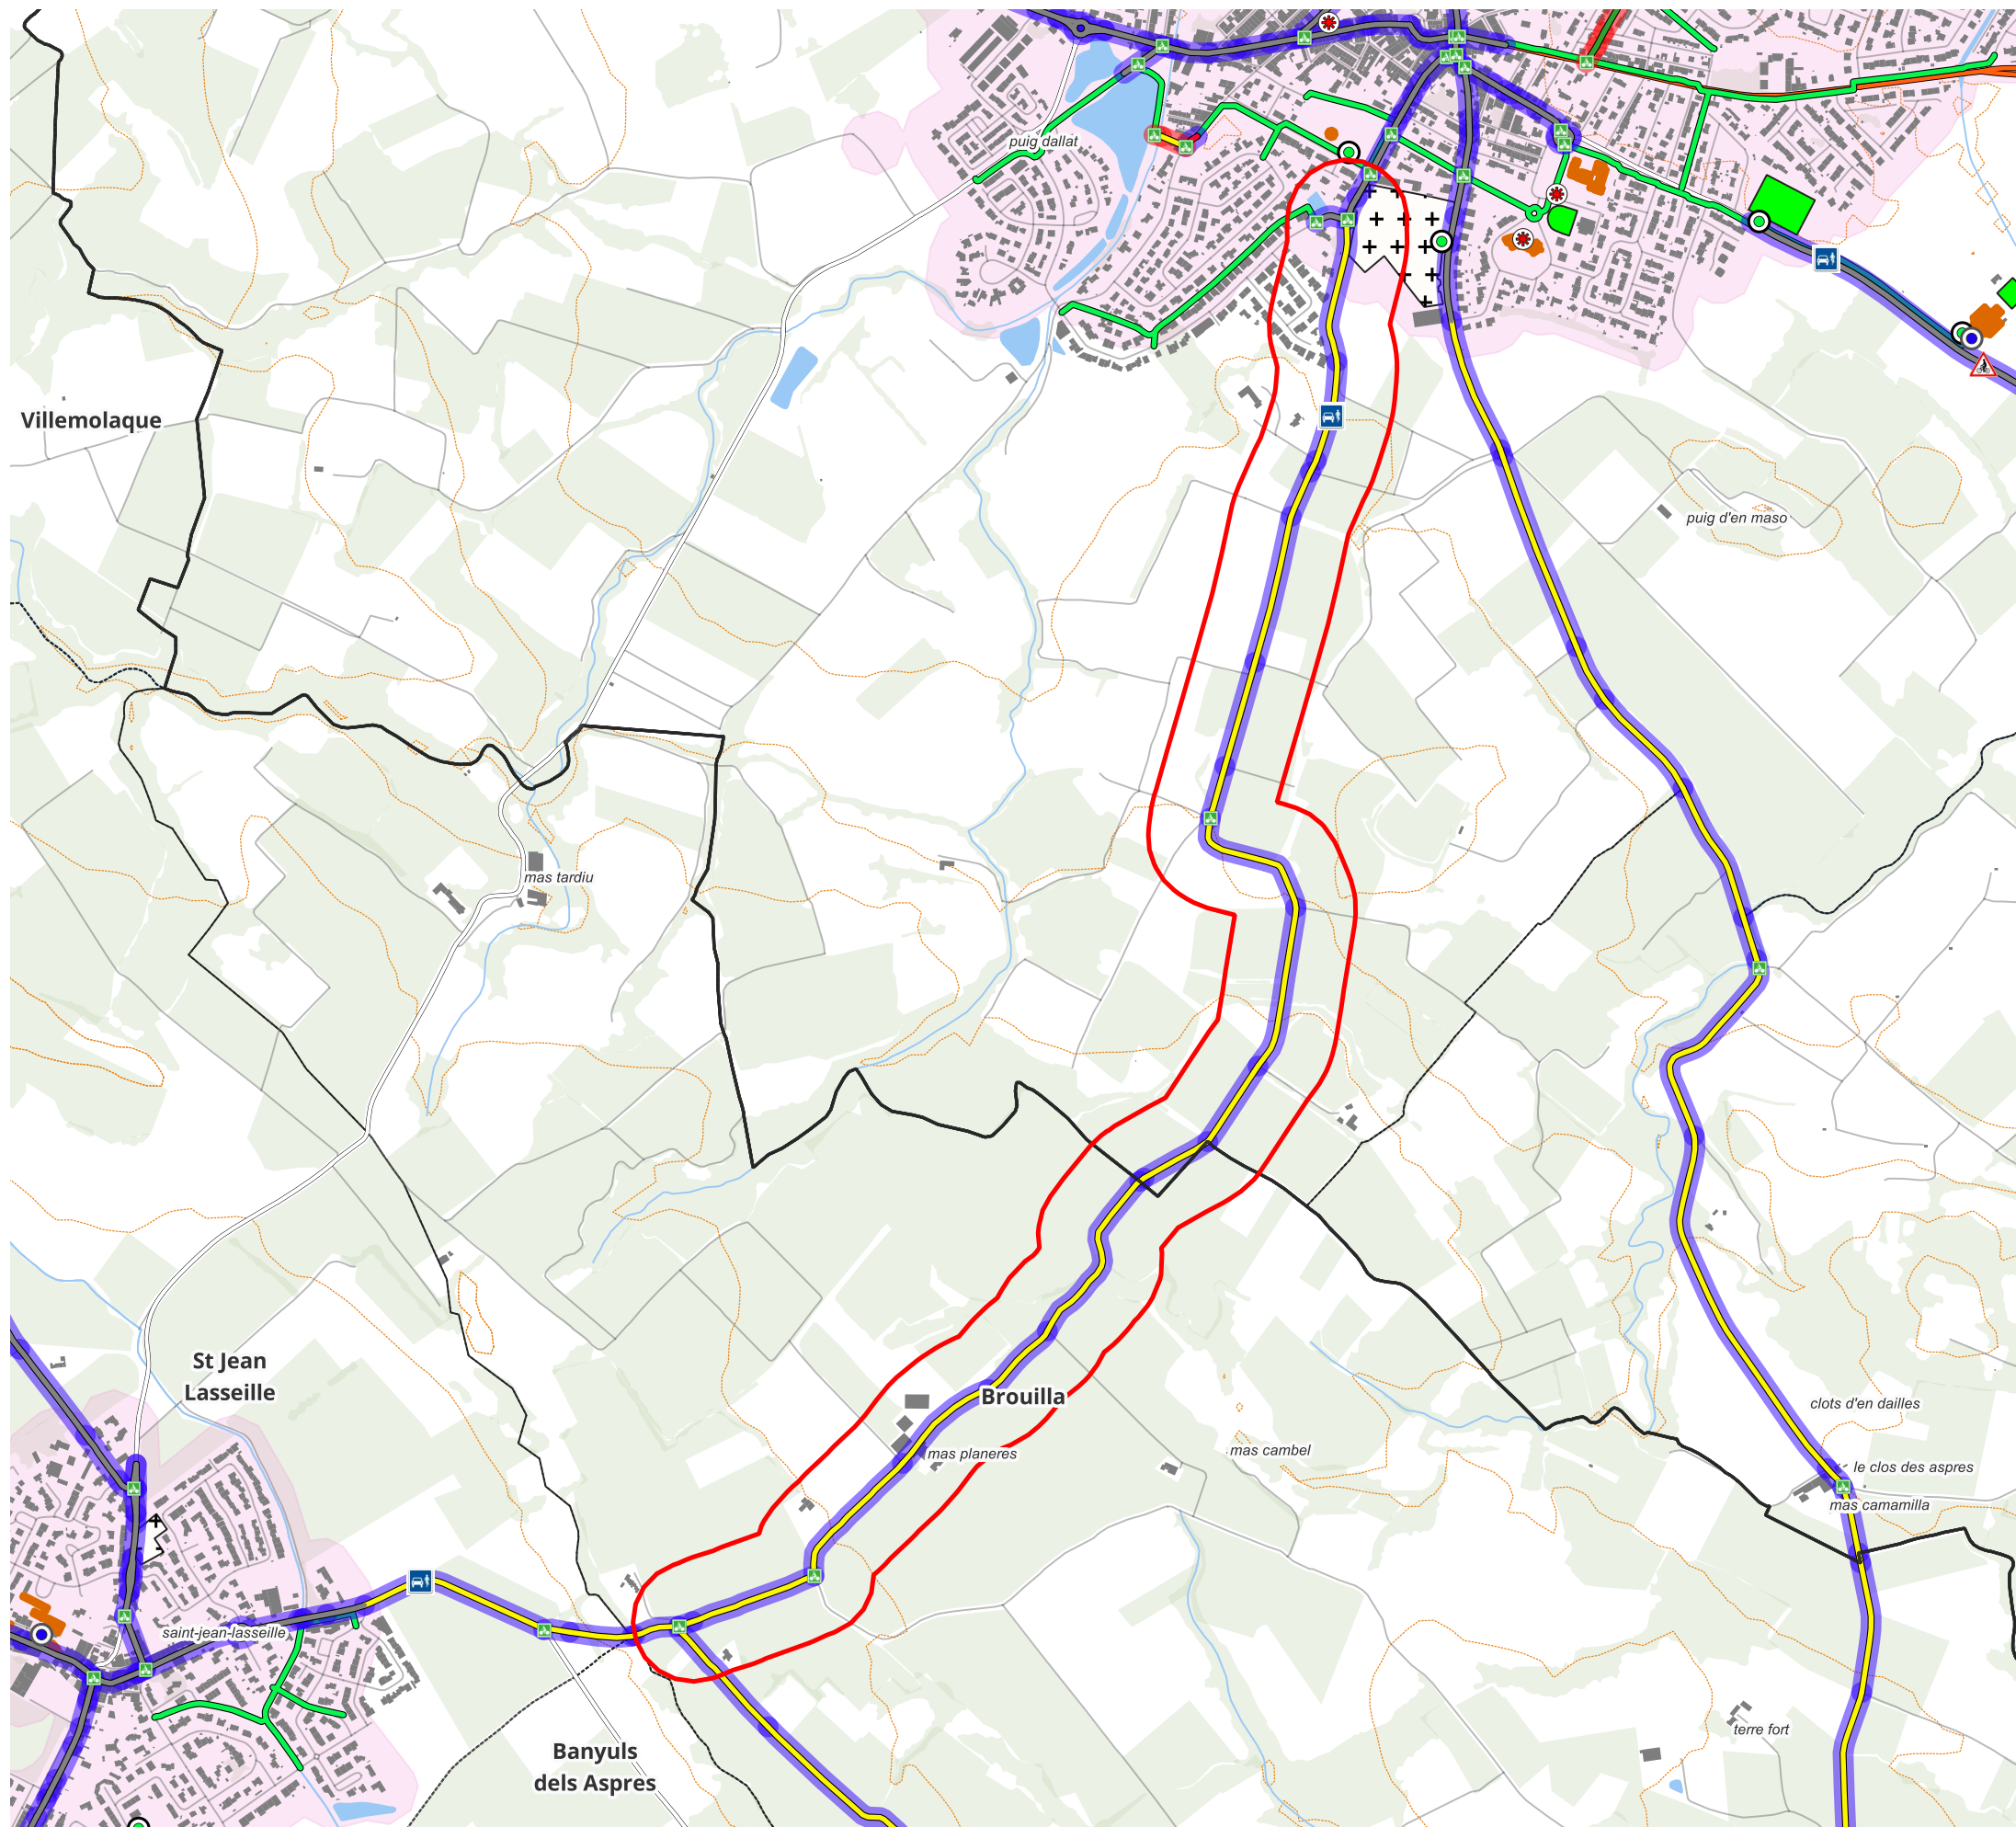 puig dallat
Villemolaque
puig d'en maso
mas tardiu
St Jean
Lasseille
Brouilla
clots d'en dailles
mas planeres
mas cambel
le clos des aspres
mas camamilla
saint-jean-lasseille
terre fort
Banyuls
dels Aspres